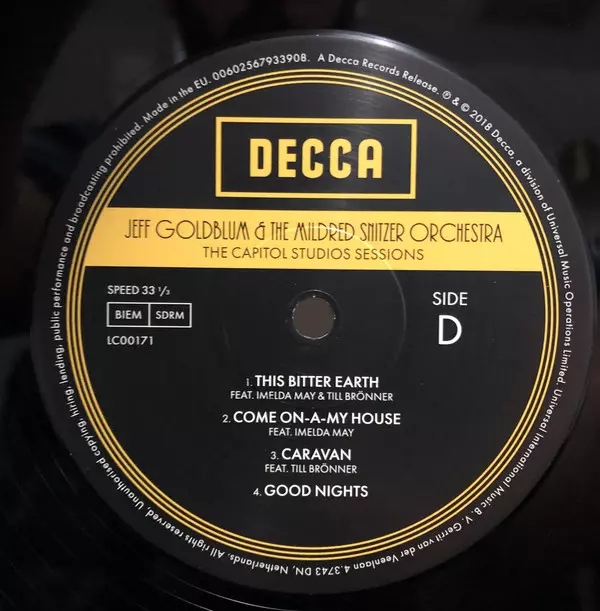 DECCA
JEFF GOLDBLUM & THE MILDRED SNITZER ORCHESTRA
THE CAPITOL STUDIOS SESSIONS
SPEED 33 1/3
BIEM SDRM
LC00171
SIDE
D
1. THIS BITTER EARTH
FEAT. IMELDA MAY & TILL BRÖNNER
2. COME ON-A-MY HOUSE
FEAT. IMELDA MAY
3. CARAVAN
FEAT. TILL BRÖNNER
4. GOOD NIGHTS
A Decca Records Release. ℗ & © 2018 Decca, a division of Universal Music Operations Limited. Universal International Music B.V. Gerrit van der Veenlaan 4.3743 DN, Netherlands. All rights reserved. Unauthorised copying, hiring, lending, public performance and broadcasting prohibited. Made in the EU. 00602567933908.